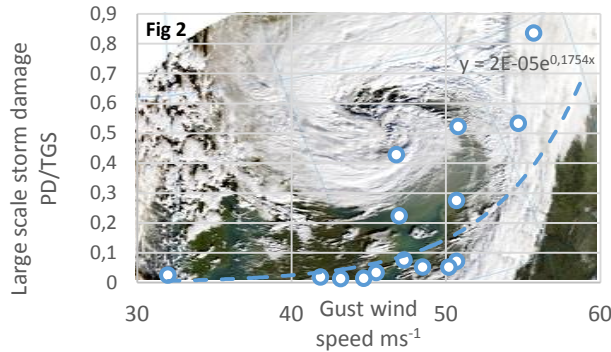 Fig 2
Large scale storm damage
PD/TGS
0,9
0,8
0,7
0,6
0,5
0,4
0,3
0,2
0,1
0
y = 2E-05e^0,1754x
30
40
50
60
Gust wind
speed ms⁻¹